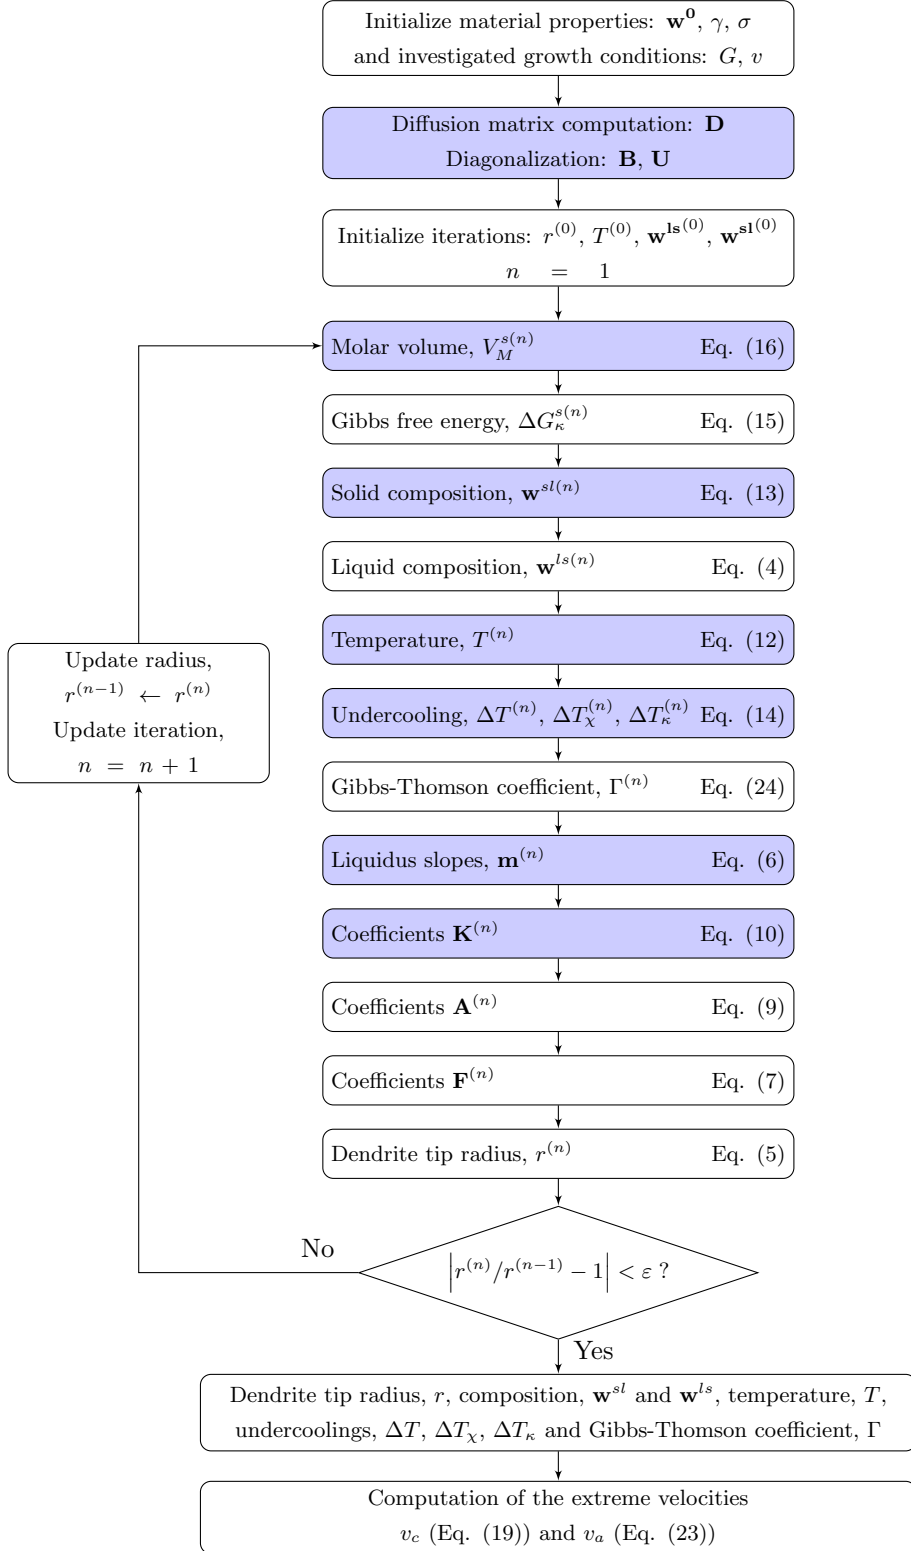 Initialize material properties: w⁰, γ, σ
and investigated growth conditions: G, v
Diffusion matrix computation: D
Diagonalization: B, U
Initialize iterations: r^{(0)}, T^{(0)}, w^{ls(0)}, w^{sl(0)}
n = 1
Molar volume, V_M^{s(n)} Eq. (16)
Gibbs free energy, ΔG_κ^{s(n)} Eq. (15)
Solid composition, w^{sl(n)} Eq. (13)
Liquid composition, w^{ls(n)} Eq. (4)
Temperature, T^{(n)} Eq. (12)
Undercooling, ΔT^{(n)}, ΔT_χ^{(n)}, ΔT_κ^{(n)} Eq. (14)
Gibbs-Thomson coefficient, Γ^{(n)} Eq. (24)
Liquidus slopes, m^{(n)} Eq. (6)
Coefficients K^{(n)} Eq. (10)
Coefficients A^{(n)} Eq. (9)
Coefficients F^{(n)} Eq. (7)
Dendrite tip radius, r^{(n)} Eq. (5)
|r^{(n)}/r^{(n−1)} − 1| < ε ?
No
Update radius,
r^{(n−1)} ← r^{(n)}
Update iteration,
n = n + 1
Yes
Dendrite tip radius, r, composition, w^{sl} and w^{ls}, temperature, T,
undercoolings, ΔT, ΔT_χ, ΔT_κ and Gibbs-Thomson coefficient, Γ
Computation of the extreme velocities
v_c (Eq. (19)) and v_a (Eq. (23))